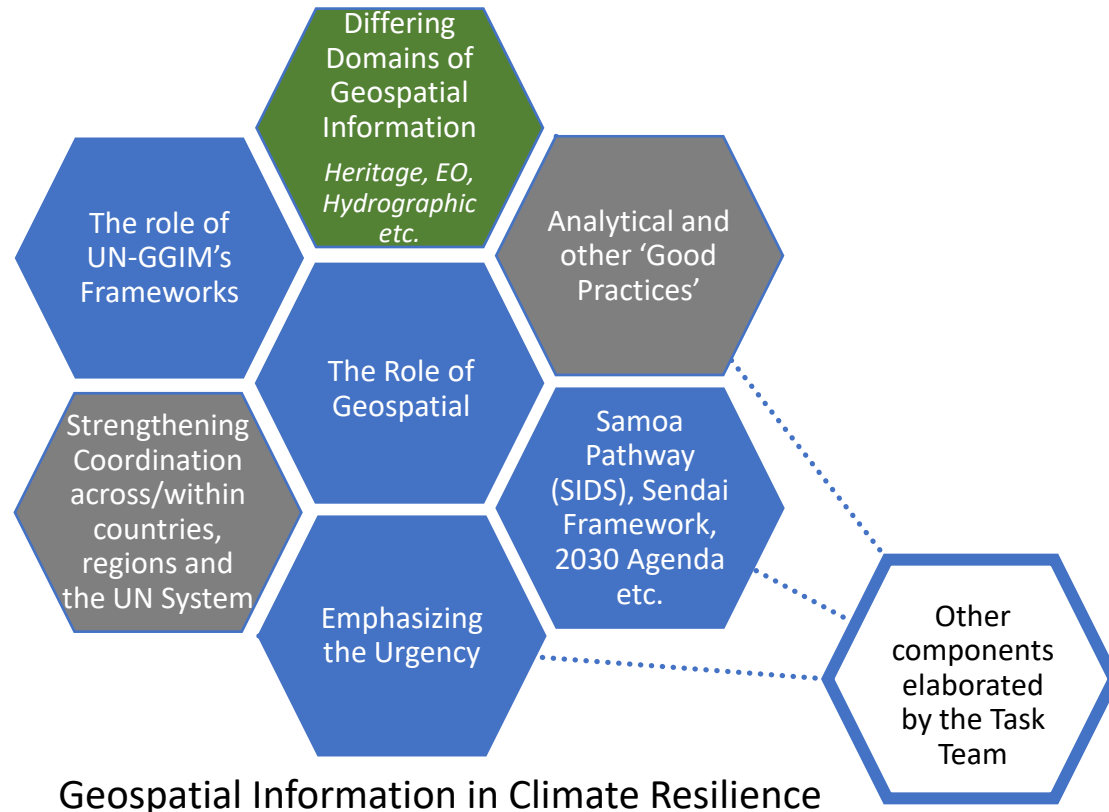 Differing
Domains of
Geospatial
Information
Heritage, EO,
Hydrographic
etc.
The role of
UN-GGIM’s
Frameworks
Analytical and
other ‘Good
Practices’
The Role of
Geospatial
Strengthening
Coordination
across/within
countries,
regions and
the UN System
Samoa
Pathway
(SIDS), Sendai
Framework,
2030 Agenda
etc.
Emphasizing
the Urgency
Other
components
elaborated
by the Task
Team
Geospatial Information in Climate Resilience